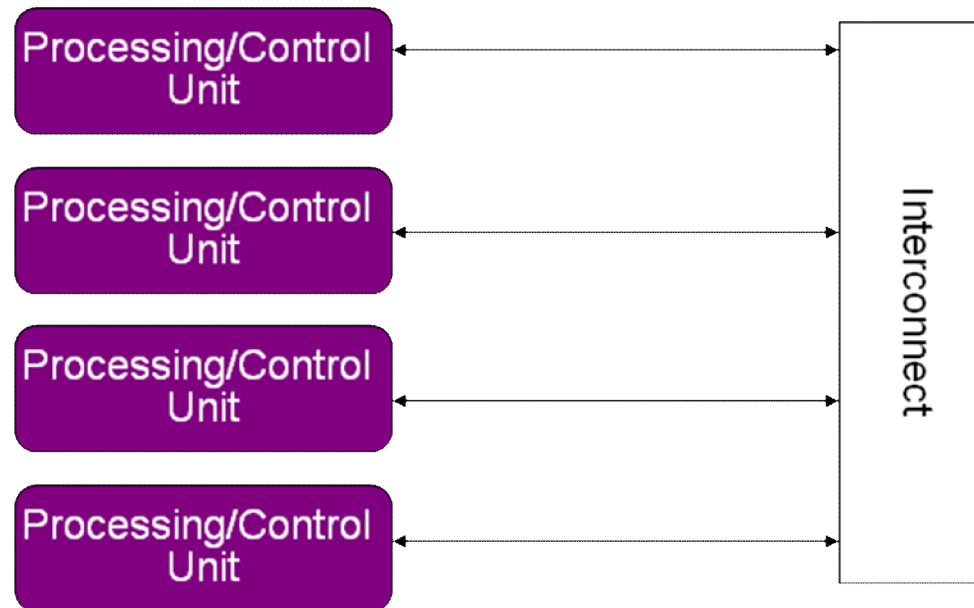 Processing/Control
Unit
Processing/Control
Unit
Processing/Control
Unit
Processing/Control
Unit
Interconnect